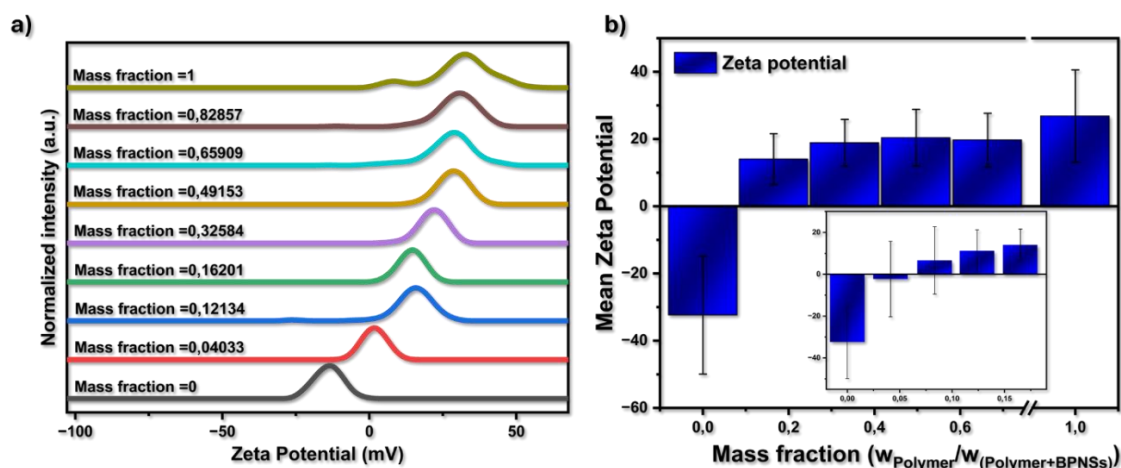 a)
Normalized intensity (a.u.)
Mass fraction =1
Mass fraction =0,82857
Mass fraction =0,65909
Mass fraction =0,49153
Mass fraction =0,32584
Mass fraction =0,16201
Mass fraction =0,12134
Mass fraction =0,04033
Mass fraction =0
−100 −50 0 50
Zeta Potential (mV)
b)
Mean Zeta Potential
Zeta potential
40
20
0
−20
−40
−60
20
0
−20
−40
0,00 0,05 0,10 0,15
0,0 0,2 0,4 0,6 1,0
Mass fraction (wPolymer/w(Polymer+BPNSs))